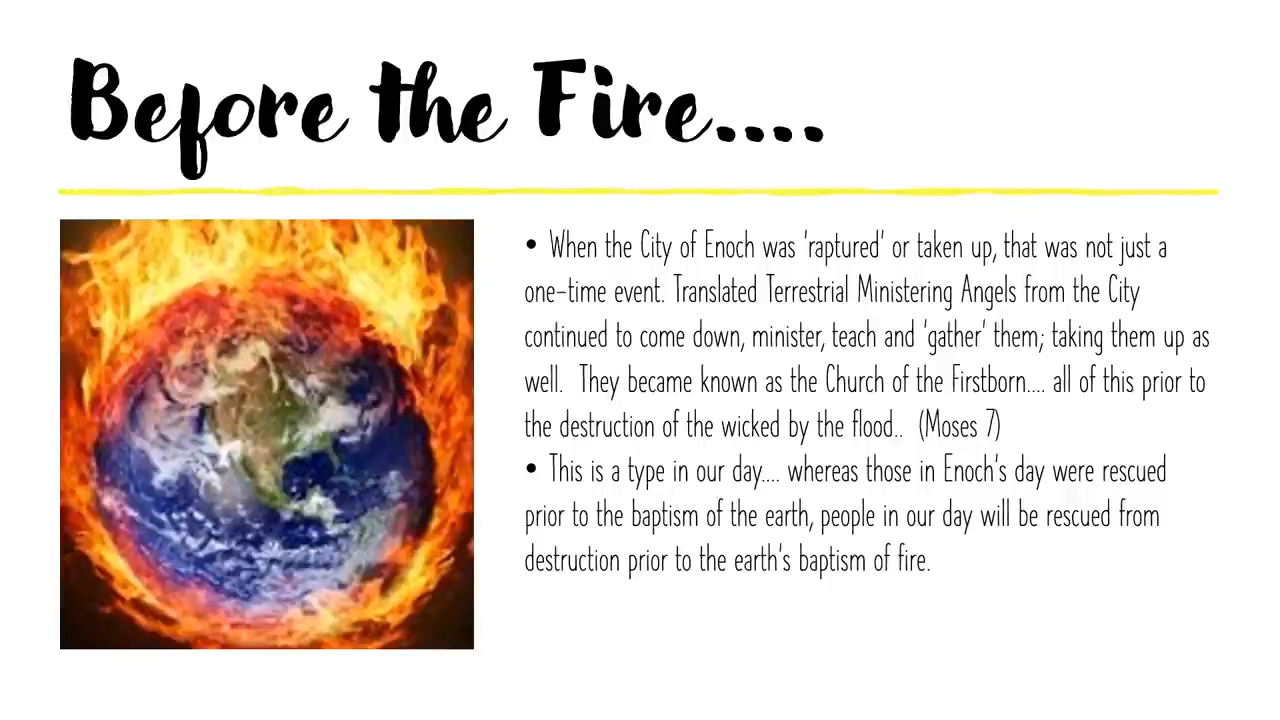 Before the Fire....
• When the City of Enoch was 'raptured' or taken up, that was not just a
one-time event. Translated Terrestrial Ministering Angels from the City
continued to come down, minister, teach and 'gather' them; taking them up as
well.  They became known as the Church of the Firstborn.... all of this prior to
the destruction of the wicked by the flood..  (Moses 7)
• This is a type in our day.... whereas those in Enoch's day were rescued
prior to the baptism of the earth, people in our day will be rescued from
destruction prior to the earth's baptism of fire.